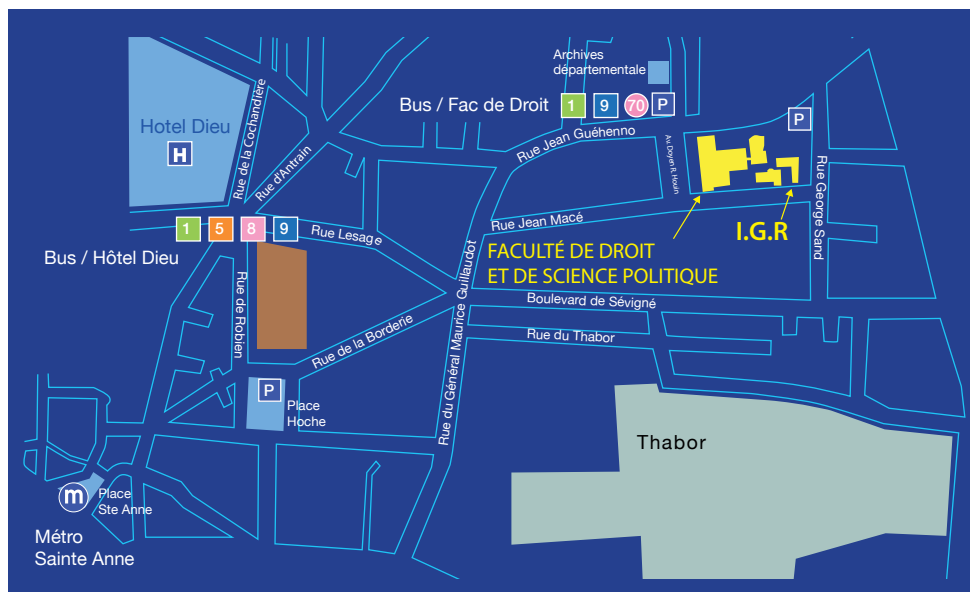 Archives
départementale
Bus / Fac de Droit
1
9
70
P
Hotel Dieu
H
Rue de la Cochardière
Rue d'Antrain
Rue Jean Guéhenno
Av. Doyen R. Houin
P
Rue George Sand
1
5
8
9
Rue Lesage
Bus / Hôtel Dieu
Rue Jean Macé
I.G.R
FACULTÉ DE DROIT
ET DE SCIENCE POLITIQUE
Rue de Robien
Rue du Général Maurice Guillaudot
Boulevard de Sévigné
Rue de la Borderie
Rue du Thabor
P
Place
Hoche
Thabor
m
Place
Ste Anne
Métro
Sainte Anne